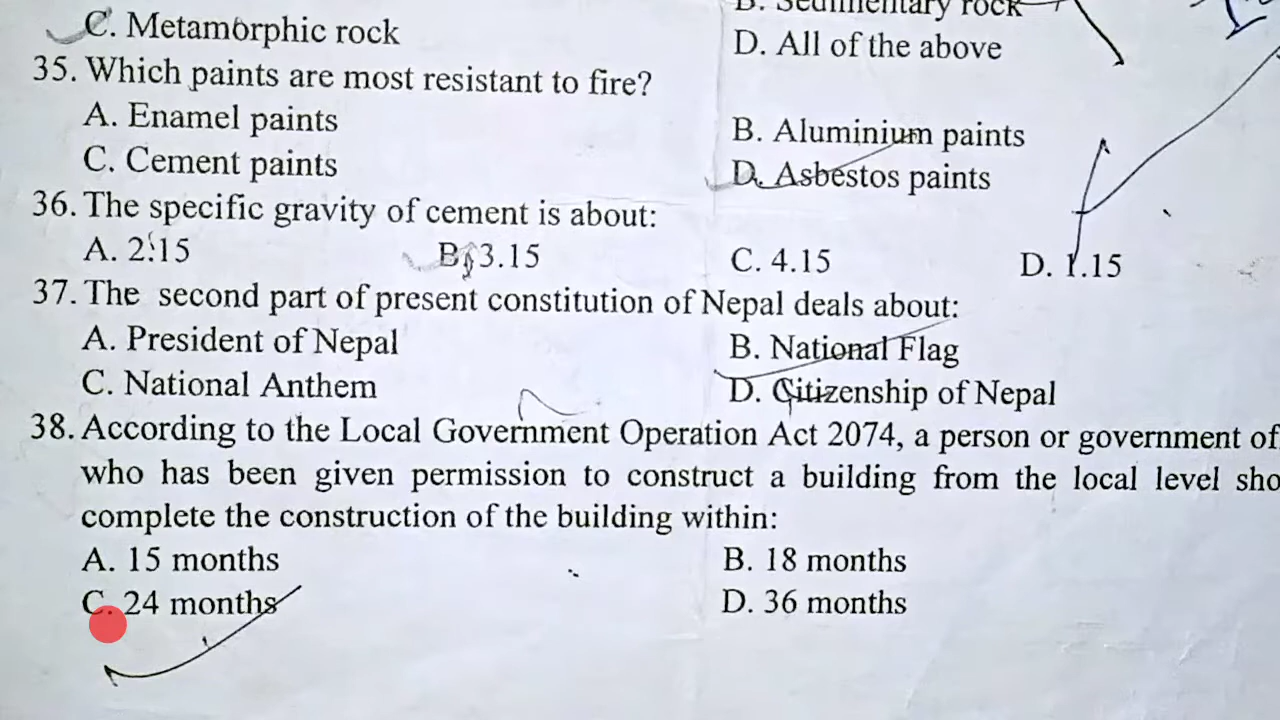 B. Sedimentary rock
C. Metamorphic rock
D. All of the above
35. Which paints are most resistant to fire?
A. Enamel paints
B. Aluminium paints
C. Cement paints
D. Asbestos paints
36. The specific gravity of cement is about:
A. 2.15 B. 3.15 C. 4.15 D. 1.15
37. The second part of present constitution of Nepal deals about:
A. President of Nepal
B. National Flag
C. National Anthem
D. Citizenship of Nepal
38. According to the Local Government Operation Act 2074, a person or government of
who has been given permission to construct a building from the local level sho
complete the construction of the building within:
A. 15 months
B. 18 months
C. 24 months
D. 36 months